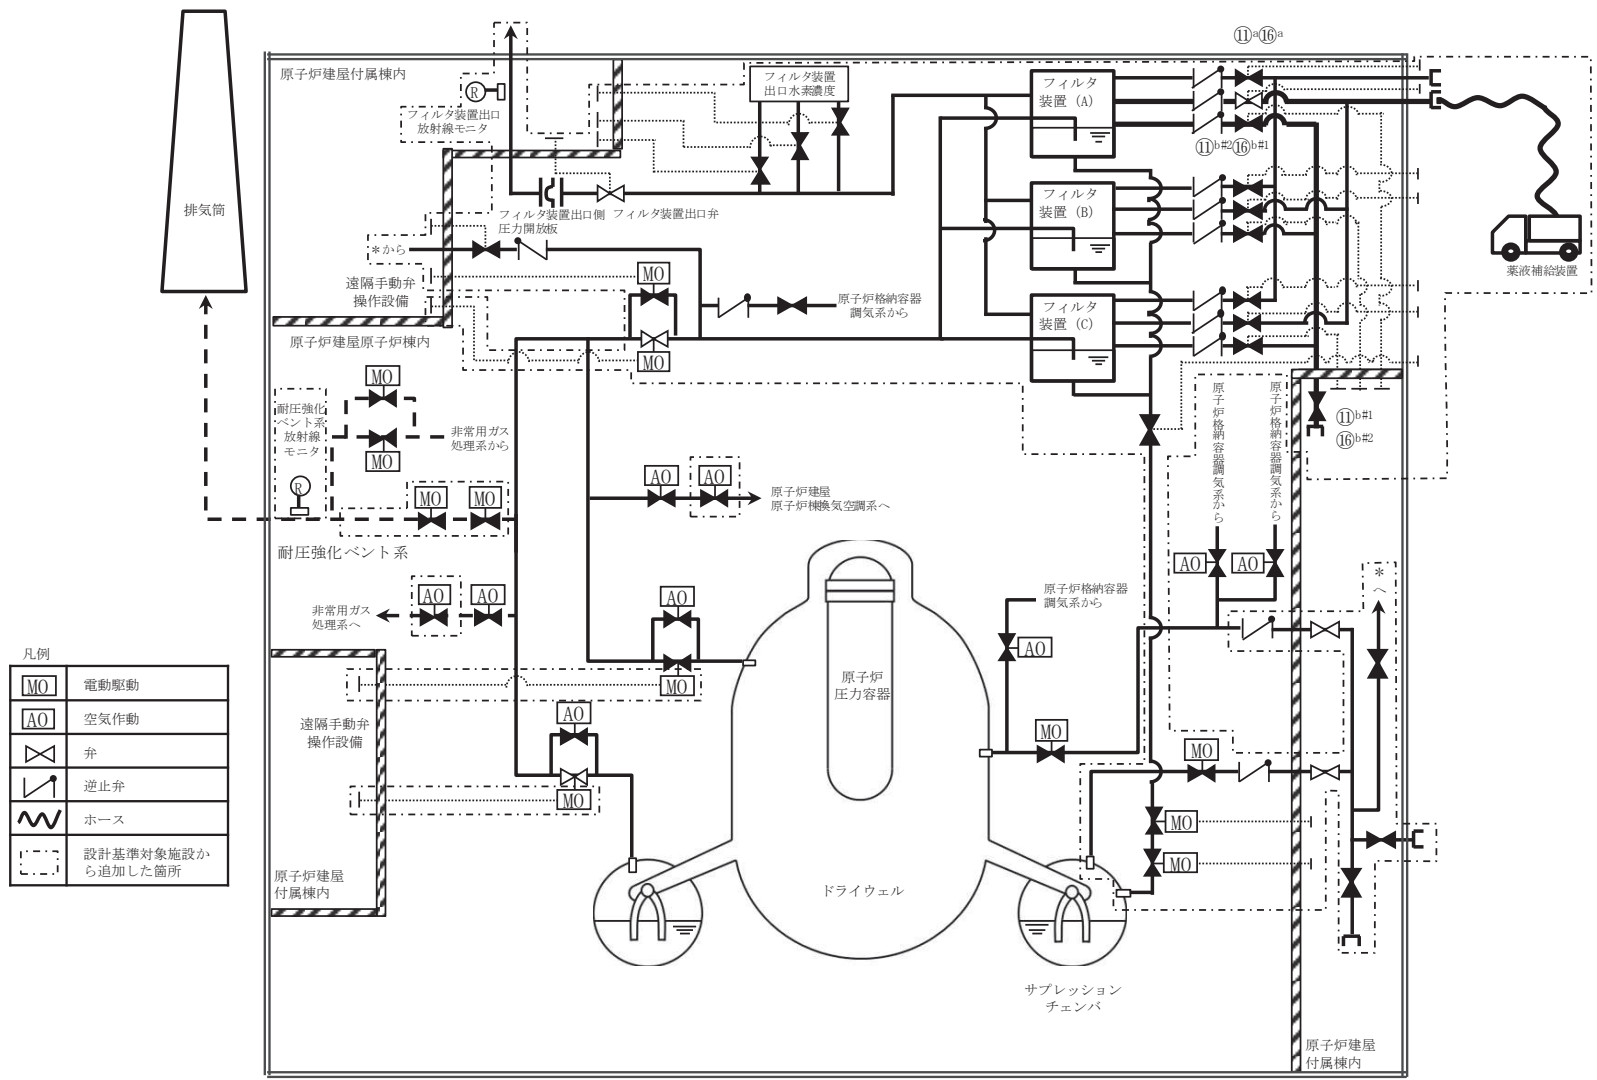 ⑪ᵃ⑯ᵃ
原子炉建屋付属棟内
R
フィルタ装置出口
放射線モニタ
フィルタ装置
出口水素濃度
フィルタ
装置（A）
⑪b#2⑯b#1
排気筒
フィルタ
装置（B）
フィルタ装置出口側
圧力開放板
フィルタ装置出口弁
＊から
薬液補給装置
遠隔手動弁
操作設備
MO
原子炉格納容器
調気系から
フィルタ
装置（C）
原子炉建屋原子炉棟内
MO
MO
耐圧強化
ベント系
放射線
モニタ
非常用ガス
処理系から
MO
R
原子炉格納容器調気系から
原子炉格納容器調気系から
⑪b#1
⑯b#2
AO
AO
原子炉建屋
原子炉棟換気空調系へ
MO
MO
耐圧強化ベント系
AO
AO
非常用ガス
処理系へ
AO
AO
AO
原子炉格納容器
調気系から
AO
＊
へ
凡例
MO
電動駆動
AO
空気作動
弁
逆止弁
ホース
設計基準対象施設か
ら追加した箇所
原子炉
圧力容器
MO
遠隔手動弁
操作設備
AO
MO
MO
MO
MO
MO
原子炉建屋
付属棟内
ドライウェル
サプレッション
チェンバ
原子炉建屋
付属棟内